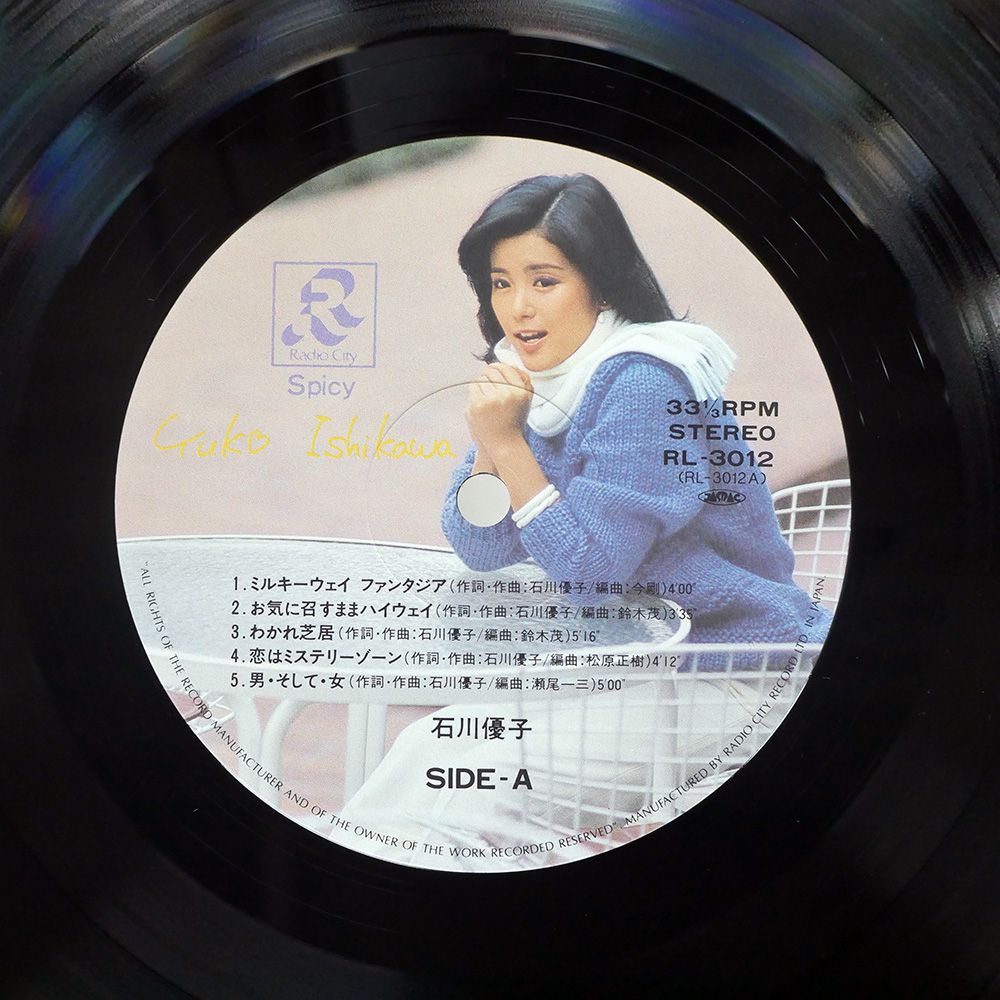 R
Radio City
Spicy
Yuko Ishikawa
33⅓RPM
STEREO
RL-3012
(RL-3012A)
JASRAC
1.ミルキーウェイ ファンタジア(作詞・作曲:石川優子/編曲:今剛)4'00"
2.お気に召すままハイウェイ(作詞・作曲:石川優子/編曲:鈴木茂)3'35"
3.わかれ芝居(作詞・作曲:石川優子/編曲:鈴木茂)5'16"
4.恋はミステリーゾーン(作詞・作曲:石川優子/編曲:松原正樹)4'12"
5.男・そして・女(作詞・作曲:石川優子/編曲:瀬尾一三)5'00"
石川優子
SIDE-A
"ALL RIGHTS OF THE RECORD MANUFACTURER AND OF THE OWNER OF THE WORK RECORDED RESERVED" "MANUFACTURED BY RADIO CITY RECORD LTD. IN JAPAN.